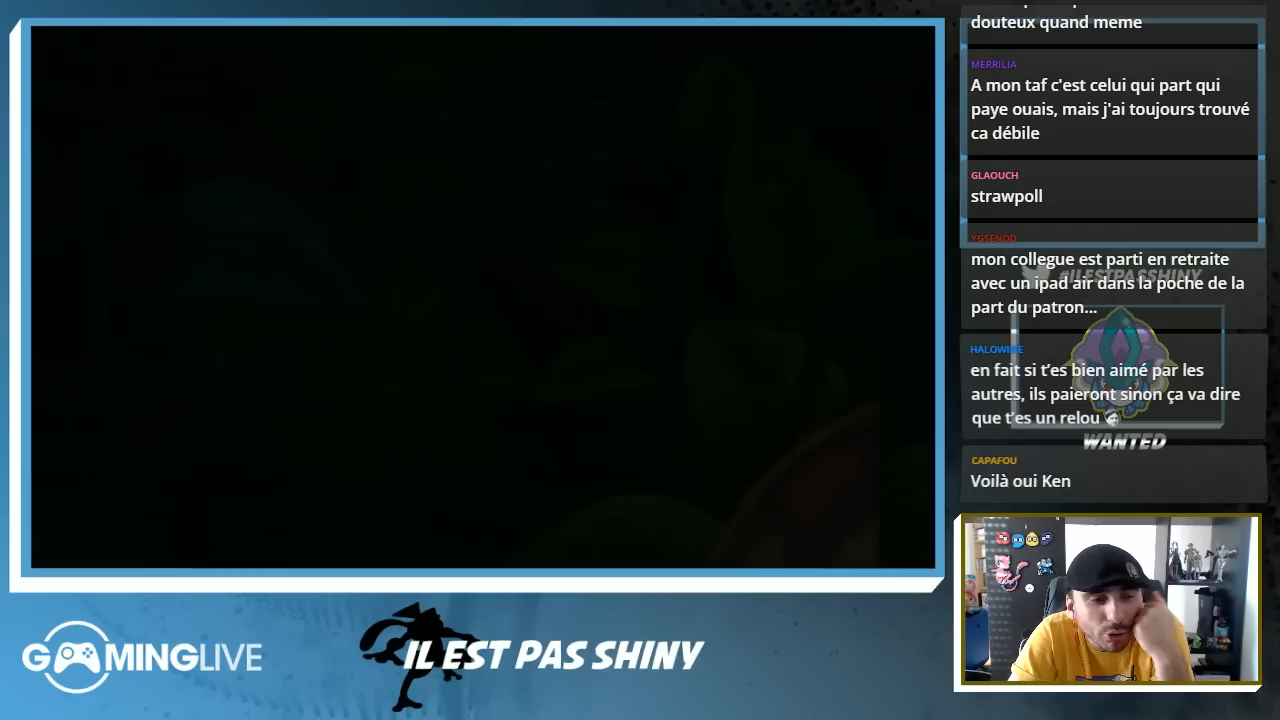 douteux quand meme
MERRILIA
A mon taf c'est celui qui part qui
paye ouais, mais j'ai toujours trouvé
ca débile
GLAOUCH
strawpoll
YGSENDD
mon collegue est parti en retraite
avec un ipad air dans la poche de la
part du patron...
#ILESTPASSHINY
HALOWINE
en fait si t'es bien aimé par les
autres, ils paieront sinon ça va dire
que t'es un relou
WANTED
CAPAFOU
Voilà oui Ken
GAMINGLIVE
IL EST PAS SHINY